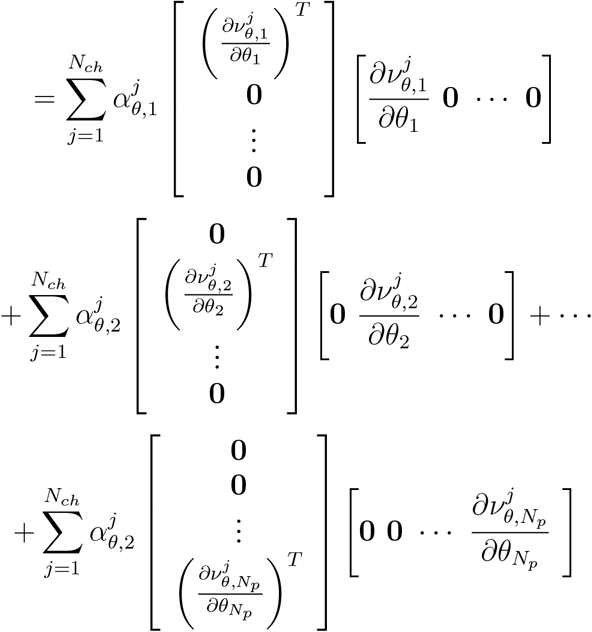 $= \sum_{j=1}^{N_{ch}} \alpha_{\theta,1}^{j} \begin{bmatrix} \left( \frac{\partial \nu_{\theta,1}^{j}}{\partial \theta_1} \right)^T \\ \mathbf{0} \\ \vdots \\ \mathbf{0} \end{bmatrix} \begin{bmatrix} \frac{\partial \nu_{\theta,1}^{j}}{\partial \theta_1} & \mathbf{0} & \cdots & \mathbf{0} \end{bmatrix}$
$+ \sum_{j=1}^{N_{ch}} \alpha_{\theta,2}^{j} \begin{bmatrix} \mathbf{0} \\ \left( \frac{\partial \nu_{\theta,2}^{j}}{\partial \theta_2} \right)^T \\ \vdots \\ \mathbf{0} \end{bmatrix} \begin{bmatrix} \mathbf{0} & \frac{\partial \nu_{\theta,2}^{j}}{\partial \theta_2} & \cdots & \mathbf{0} \end{bmatrix} + \cdots$
$+ \sum_{j=1}^{N_{ch}} \alpha_{\theta,2}^{j} \begin{bmatrix} \mathbf{0} \\ \mathbf{0} \\ \vdots \\ \left( \frac{\partial \nu_{\theta,N_p}^{j}}{\partial \theta_{N_p}} \right)^T \end{bmatrix} \begin{bmatrix} \mathbf{0} & \mathbf{0} & \cdots & \frac{\partial \nu_{\theta,N_p}^{j}}{\partial \theta_{N_p}} \end{bmatrix}$